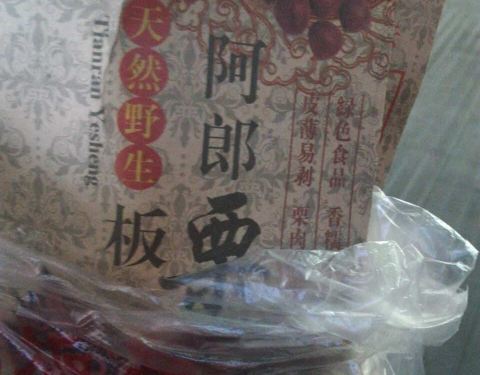 天然野生
Tianran Yesheng
阿郎
板
绿色食品 香糯
皮薄易剥 栗肉